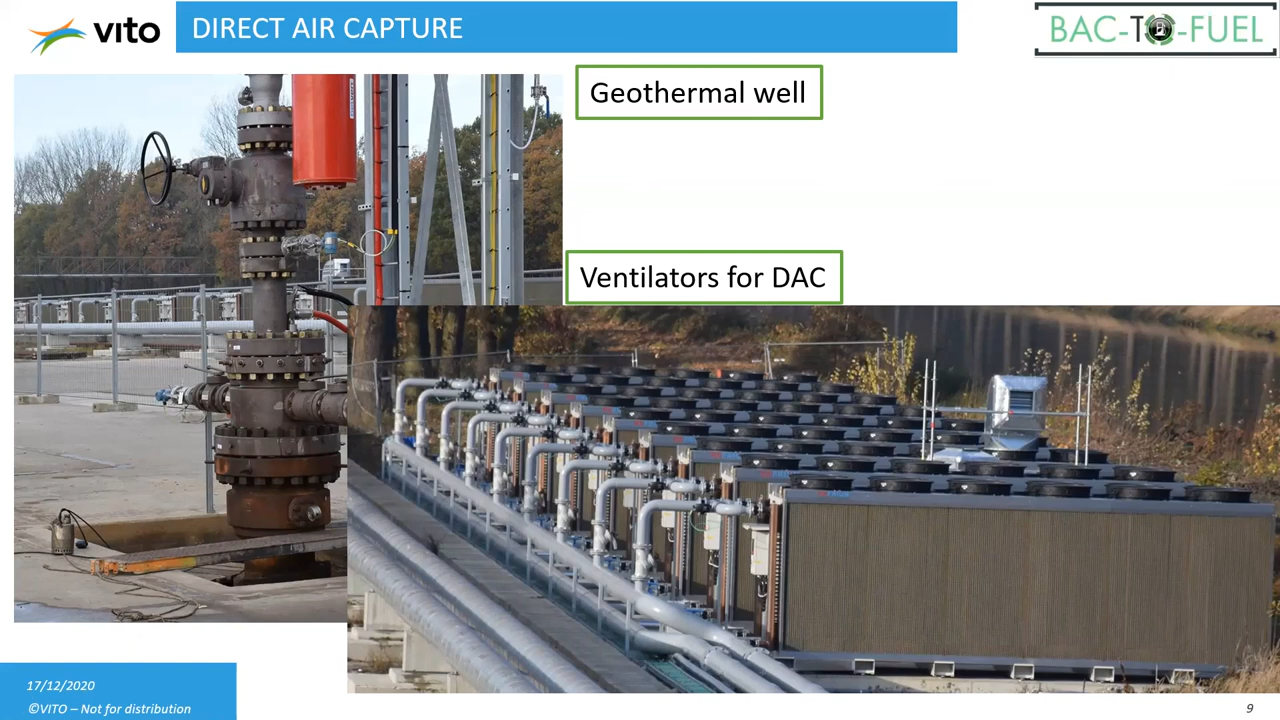 vito
DIRECT AIR CAPTURE
BAC-TO-FUEL
Geothermal well
Ventilators for DAC
17/12/2020
©VITO – Not for distribution
9